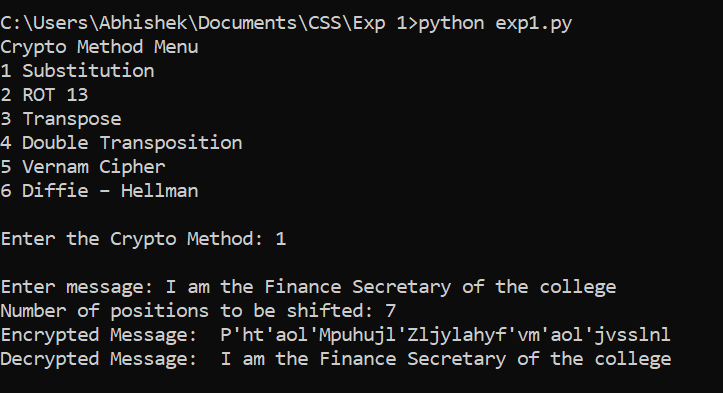 C:\Users\Abhishek\Documents\CSS\Exp 1>python exp1.py
Crypto Method Menu
1 Substitution
2 ROT 13
3 Transpose
4 Double Transposition
5 Vernam Cipher
6 Diffie – Hellman
Enter the Crypto Method: 1
Enter message: I am the Finance Secretary of the college
Number of positions to be shifted: 7
Encrypted Message:  P'ht'aol'Mpuhujl'Zljylahyf'vm'aol'jvsslnl
Decrypted Message:  I am the Finance Secretary of the college